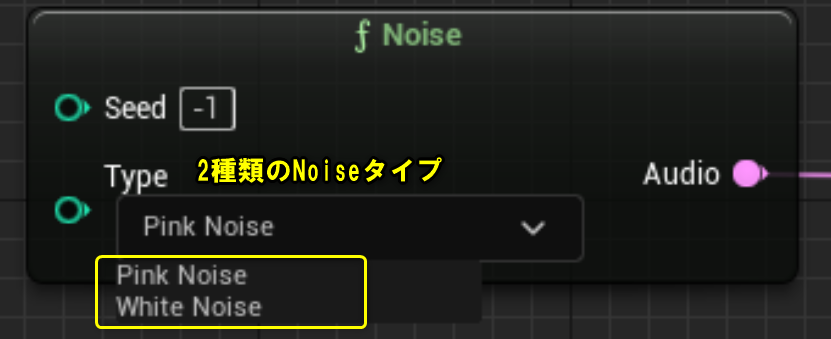 f Noise
Seed -1
Type
2種類のNoiseタイプ
Audio
Pink Noise
Pink Noise
White Noise